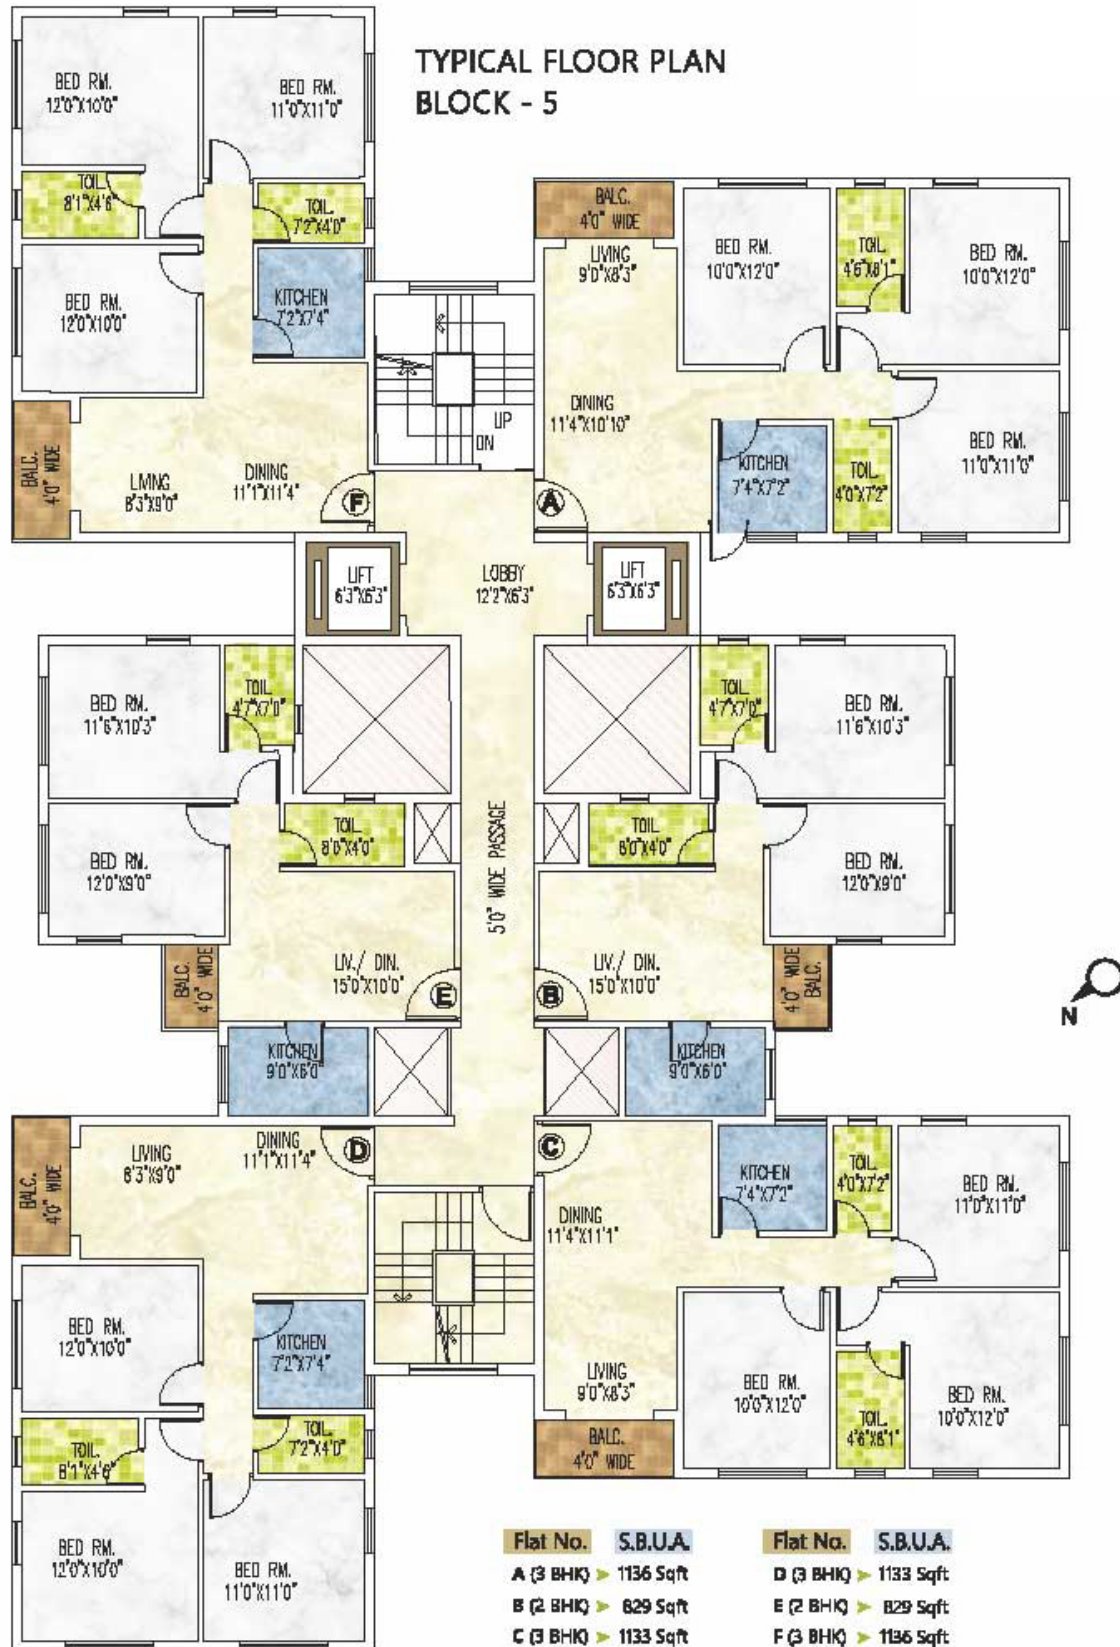 TYPICAL FLOOR PLAN
BLOCK - 5
BED RM.
12'0"X10'0"
BED RM.
11'0"X11'0"
TOIL.
8'1"X4'6"
TOIL.
7'2"X4'0"
BED RM.
12'0"X10'0"
KITCHEN
7'2"X7'4"
BALC.
4'0" WIDE
LIVING
8'3"X9'0"
DINING
11'1"X11'4"
F
UP
DN
BALC.
4'0" WIDE
LIVING
9'0"X8'3"
BED RM.
10'0"X12'0"
TOIL.
4'6"X8'1"
BED RM.
10'0"X12'0"
DINING
11'4"X10'10"
KITCHEN
7'4"X7'2"
TOIL.
4'0"X7'2"
BED RM.
11'0"X11'0"
A
LIFT
6'3"X6'3"
LOBBY
12'2"X6'3"
LIFT
6'3"X6'3"
BED RM.
11'6"X10'3"
TOIL.
4'7"X7'0"
TOIL.
4'7"X7'0"
BED RM.
11'6"X10'3"
BED RM.
12'0"X9'0"
TOIL.
8'0"X4'0"
5'0" WIDE PASSAGE
TOIL.
8'0"X4'0"
BED RM.
12'0"X9'0"
BALC.
4'0" WIDE
LIV./ DIN.
15'0"X10'0"
E
B
LIV./ DIN.
15'0"X10'0"
4'0" WIDE
BALC.
N
KITCHEN
9'0"X6'0"
KITCHEN
9'0"X6'0"
BALC.
4'0" WIDE
LIVING
8'3"X9'0"
DINING
11'1"X11'4"
D
C
KITCHEN
7'4"X7'2"
TOIL.
4'0"X7'2"
BED RM.
11'0"X11'0"
DINING
11'4"X11'1"
BED RM.
12'0"X10'0"
KITCHEN
7'2"X7'4"
LIVING
9'0"X8'3"
BED RM.
10'0"X12'0"
TOIL.
4'6"X8'1"
BED RM.
10'0"X12'0"
TOIL.
8'1"X4'6"
TOIL.
7'2"X4'0"
BALC.
4'0" WIDE
BED RM.
12'0"X10'0"
BED RM.
11'0"X11'0"
Flat No. S.B.U.A. Flat No. S.B.U.A.
A (3 BHK) ➤ 1136 Sqft D (3 BHK) ➤ 1133 Sqft
B (2 BHK) ➤ 829 Sqft E (2 BHK) ➤ 829 Sqft
C (3 BHK) ➤ 1133 Sqft F (3 BHK) ➤ 1136 Sqft